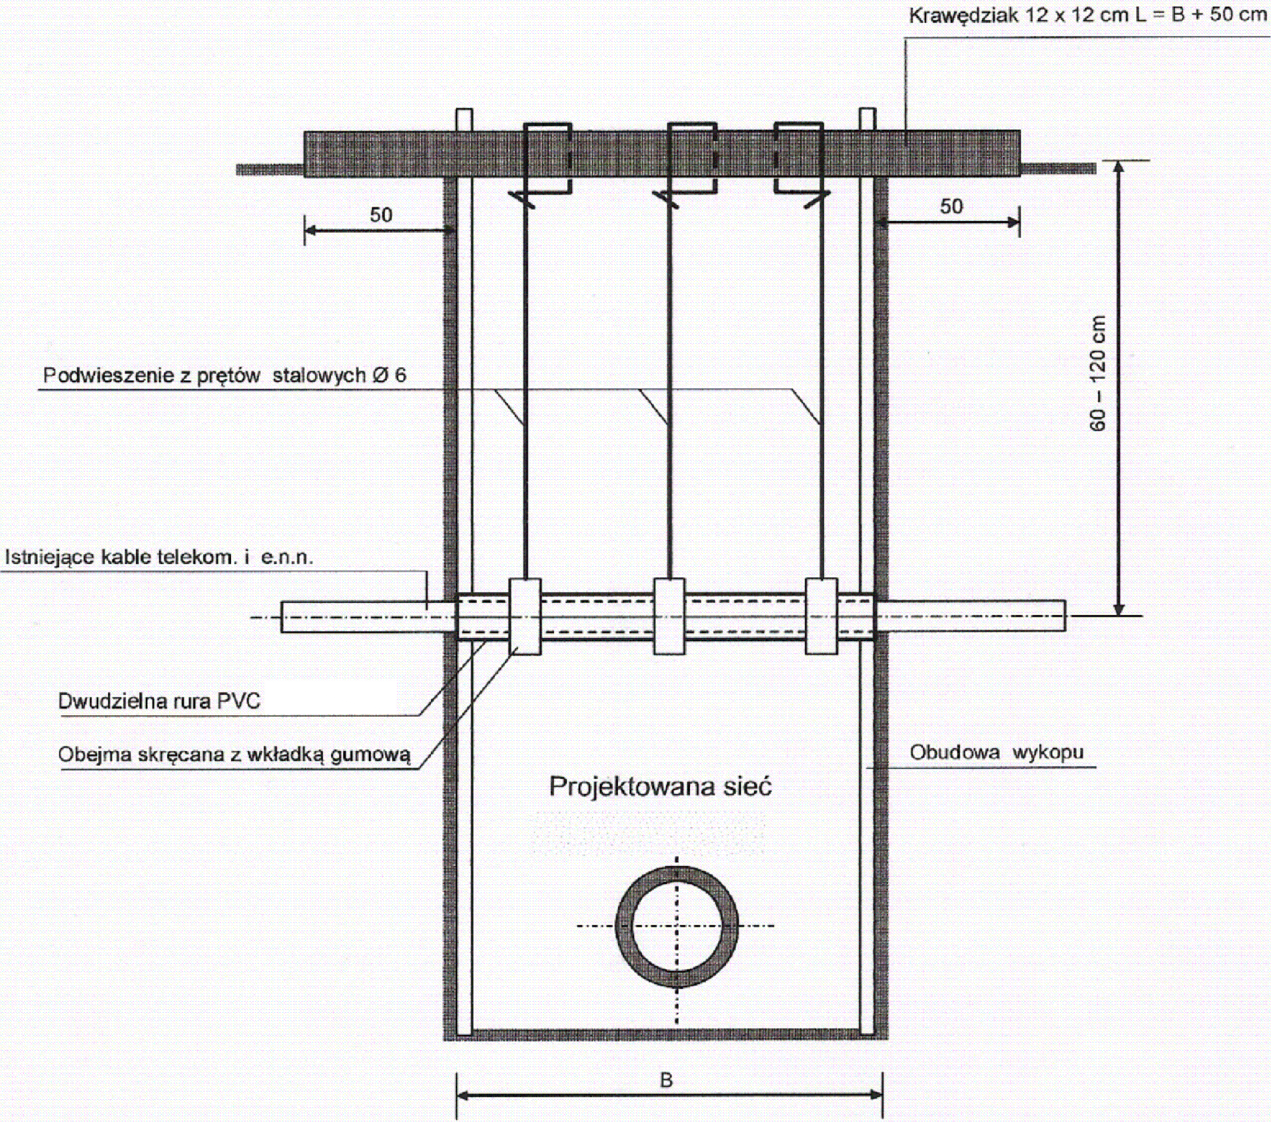 Krawędziak 12 x 12 cm L = B + 50 cm
50
50
Podwieszenie z prętów stalowych Ø 6
60 – 120 cm
Istniejące kable telekom. i e.n.n.
Dwudzielna rura PVC
Obejma skręcana z wkładką gumową
Obudowa wykopu
Projektowana sieć
B